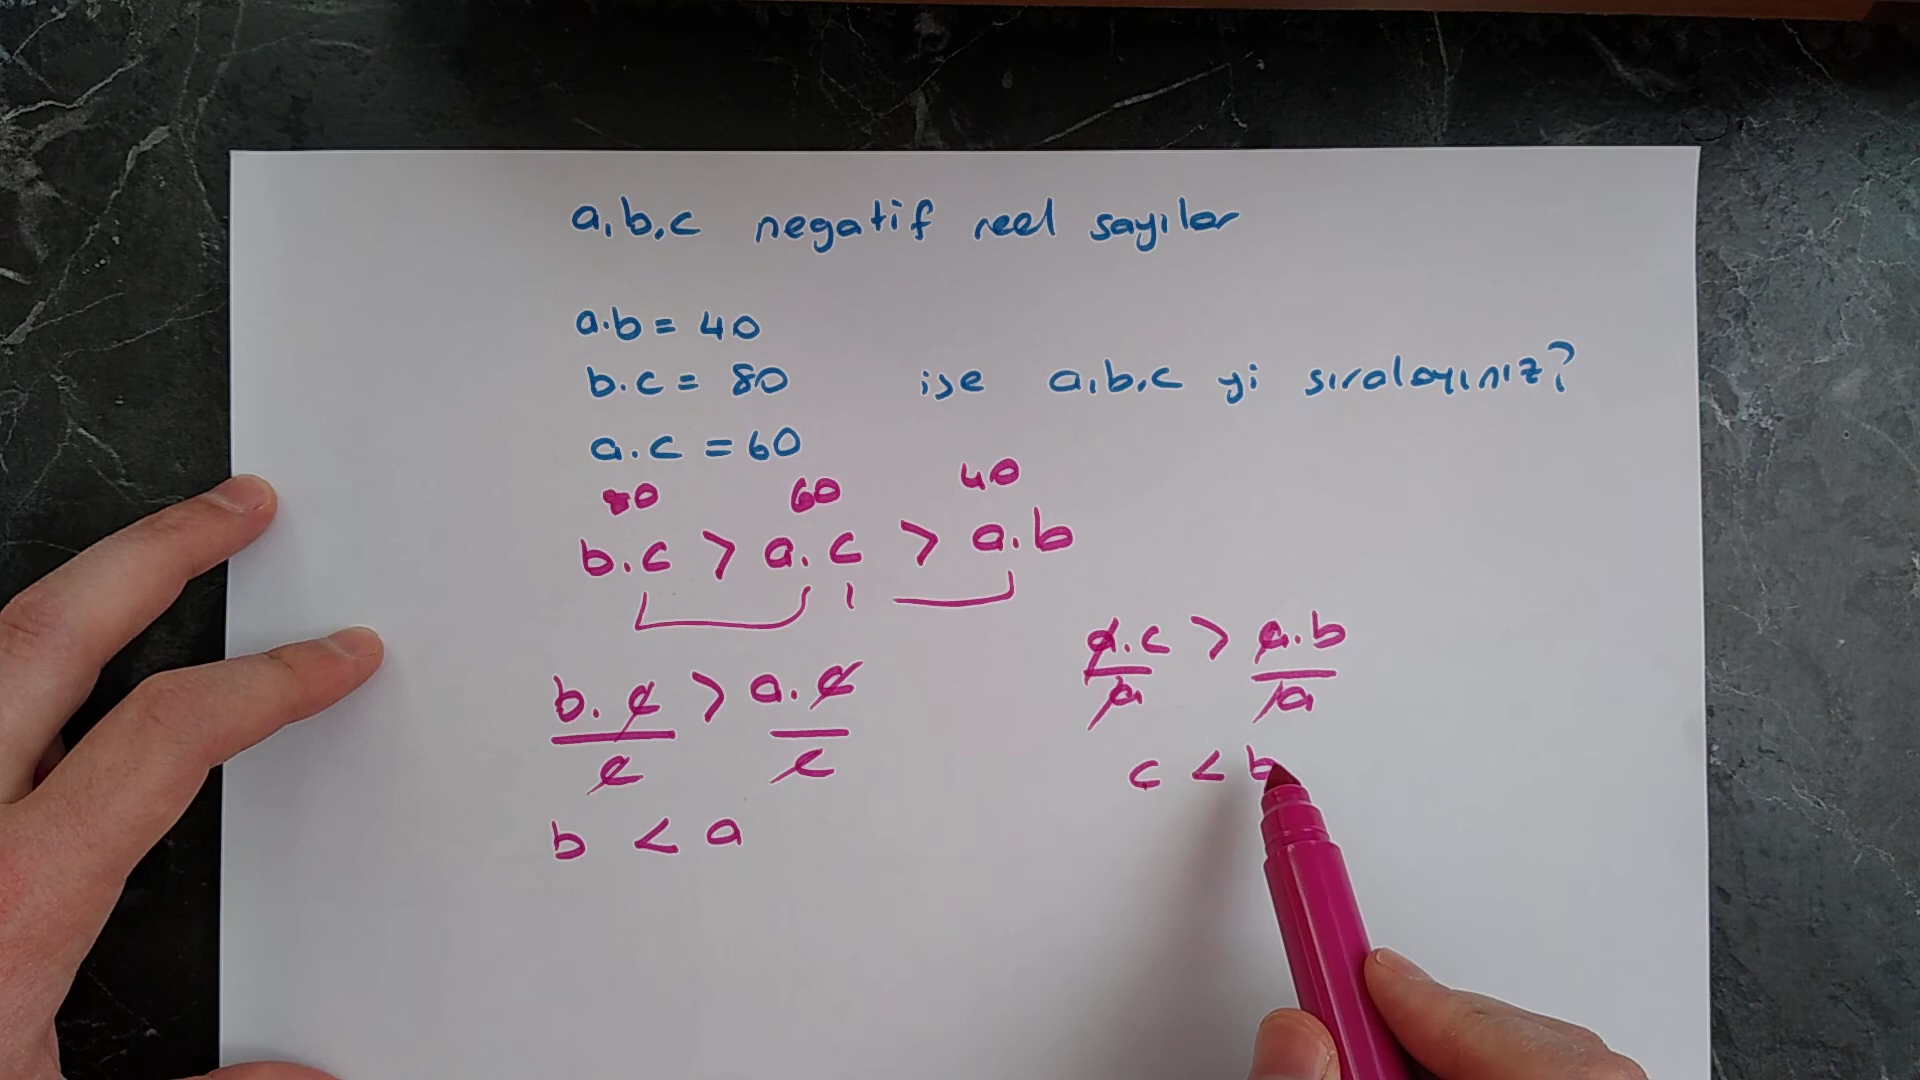 a,b,c negatif reel sayılar
a.b = 40
b.c = 80 ise a,b,c yi sıralayınız?
a.c = 60
80 60 40
b.c > a.c > a.b
a.c > a.b
a a
b.c > a.c
c c
c < b
b < a